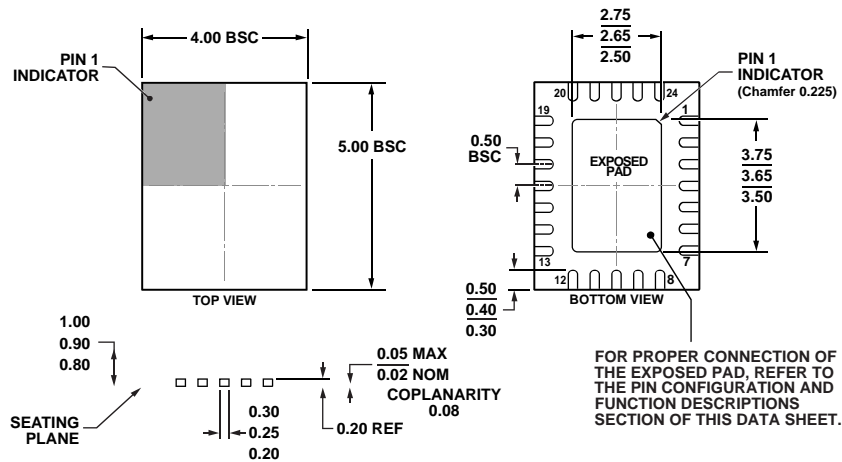 4.00 BSC
PIN 1
INDICATOR
5.00 BSC
TOP VIEW
2.75
2.65
2.50
PIN 1
INDICATOR
(Chamfer 0.225)
20
24
19
1
0.50
BSC
EXPOSED
PAD
3.75
3.65
3.50
13
7
12
8
0.50
0.40
0.30
BOTTOM VIEW
1.00
0.90
0.80
0.05 MAX
0.02 NOM
COPLANARITY
0.08
SEATING
PLANE
0.30
0.25
0.20
0.20 REF
FOR PROPER CONNECTION OF
THE EXPOSED PAD, REFER TO
THE PIN CONFIGURATION AND
FUNCTION DESCRIPTIONS
SECTION OF THIS DATA SHEET.